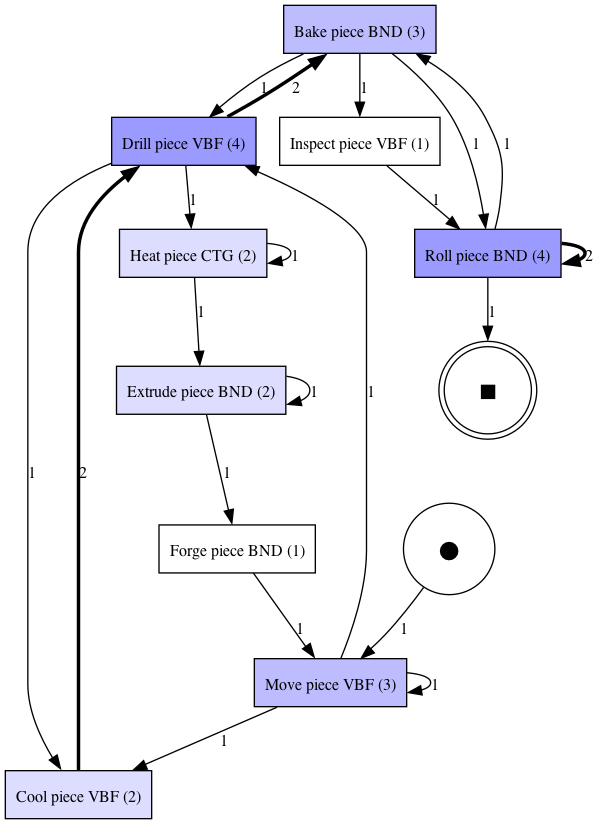 Bake piece BND (3)
1
2
1
1
1
Drill piece VBF (4)
Inspect piece VBF (1)
1
1
Heat piece CTG (2)
1
Roll piece BND (4)
2
1
1
Extrude piece BND (2)
1
1
1
2
1
Forge piece BND (1)
1
1
Move piece VBF (3)
1
1
Cool piece VBF (2)